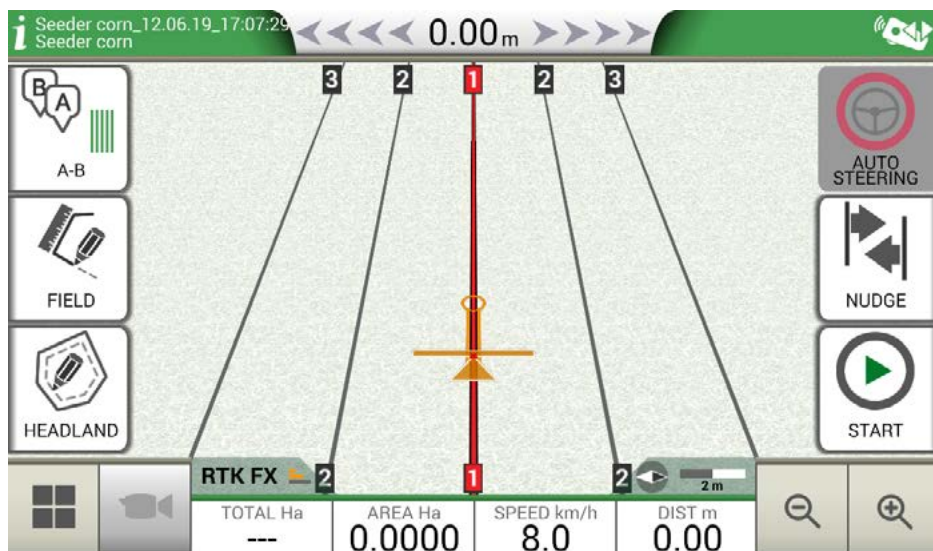 Seeder corn_12.06.19_17:07:29
Seeder corn
0.00 m
3 2 1 2 3
B
A
A-B
AUTO
STEERING
FIELD
NUDGE
HEADLAND
START
RTK FX
2 1 2
2 m
TOTAL Ha
---
AREA Ha
0.0000
SPEED km/h
8.0
DIST m
0.00